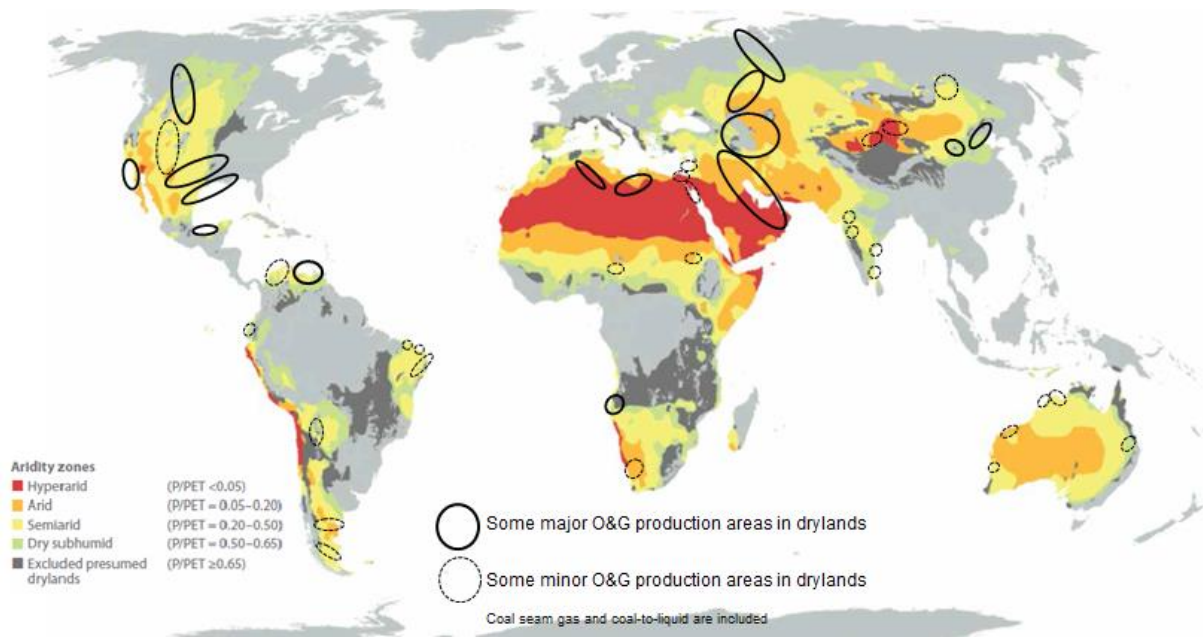 Aridity zones
Hyperarid (P/PET <0.05)
Arid (P/PET = 0.05–0.20)
Semiarid (P/PET = 0.20–0.50)
Dry subhumid (P/PET = 0.50–0.65)
Excluded presumed (P/PET ≥0.65)
drylands
Some major O&G production areas in drylands
Some minor O&G production areas in drylands
Coal seam gas and coal-to-liquid are included